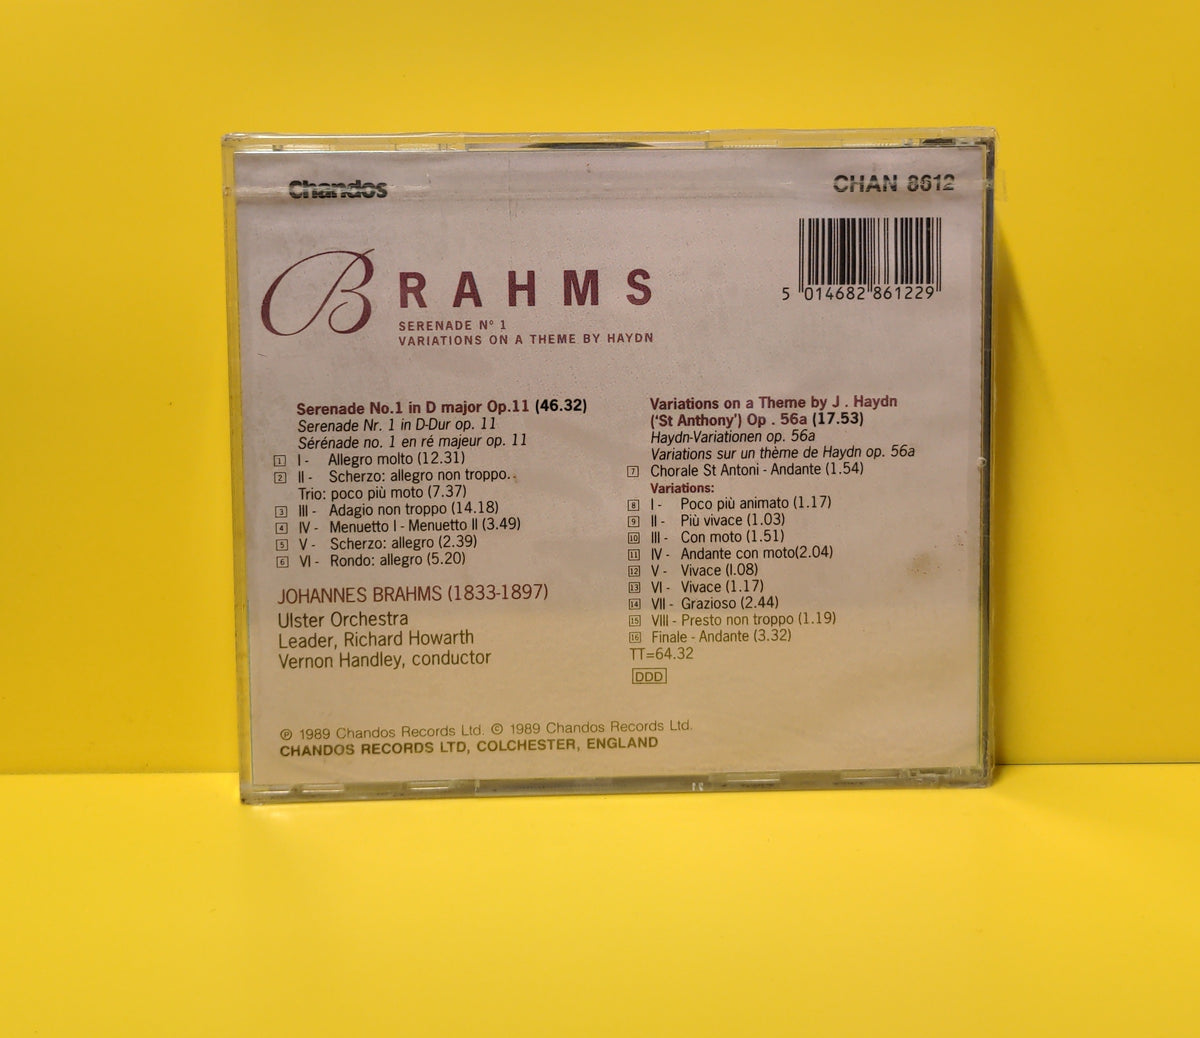 Chandos
CHAN 8612
5 014682 861229
BRAHMS
SERENADE Nº 1
VARIATIONS ON A THEME BY HAYDN
Serenade No.1 in D major Op.11 (46.32)
Serenade Nr. 1 in D-Dur op. 11
Sérénade no. 1 en ré majeur op. 11
1 I - Allegro molto (12.31)
2 II - Scherzo: allegro non troppo..
Trio: poco più moto (7.37)
3 III - Adagio non troppo (14.18)
4 IV - Menuetto I - Menuetto II (3.49)
5 V - Scherzo: allegro (2.39)
6 VI - Rondo: allegro (5.20)
JOHANNES BRAHMS (1833-1897)
Ulster Orchestra
Leader, Richard Howarth
Vernon Handley, conductor
Variations on a Theme by J . Haydn
(‘St Anthony’) Op . 56a (17.53)
Haydn-Variationen op. 56a
Variations sur un thème de Haydn op. 56a
7 Chorale St Antoni - Andante (1.54)
Variations:
8 I - Poco più animato (1.17)
9 II - Più vivace (1.03)
10 III - Con moto (1.51)
11 IV - Andante con moto(2.04)
12 V - Vivace (l.08)
13 VI - Vivace (1.17)
14 VII - Grazioso (2.44)
15 VIII - Presto non troppo (1.19)
16 Finale - Andante (3.32)
TT=64.32
DDD
℗ 1989 Chandos Records Ltd. © 1989 Chandos Records Ltd.
CHANDOS RECORDS LTD, COLCHESTER, ENGLAND